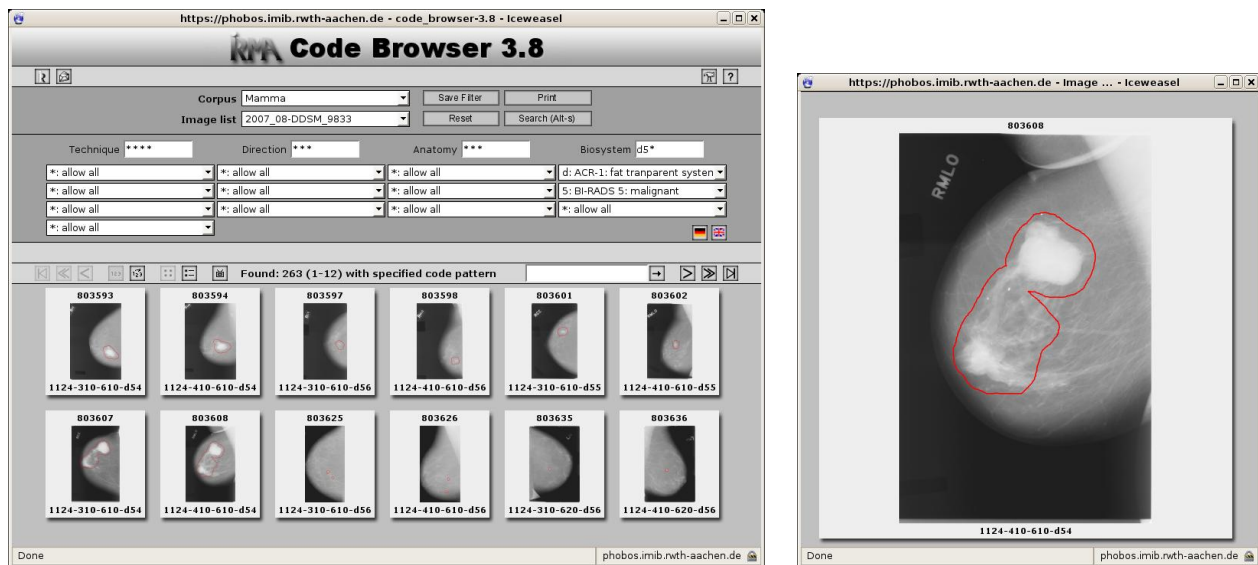 https://phobos.imib.rwth-aachen.de - code_browser-3.8 - Iceweasel
IRMA Code Browser 3.8
?
Corpus Mamma Save Filter Print
Image list 2007_08-DDSM_9833 Reset Search (Alt-s)
Technique **** Direction *** Anatomy *** Biosystem d5*
*: allow all *: allow all *: allow all d: ACR-1: fat tranparent systen
*: allow all *: allow all *: allow all 5: BI-RADS 5: malignant
*: allow all *: allow all *: allow all *: allow all
*: allow all
Found: 263 (1-12) with specified code pattern
803593 803594 803597 803598 803601 803602
1124-310-610-d54 1124-410-610-d54 1124-310-610-d56 1124-410-610-d56 1124-310-610-d55 1124-410-610-d55
803607 803608 803625 803626 803635 803636
1124-310-610-d54 1124-410-610-d54 1124-310-610-d56 1124-410-610-d56 1124-310-620-d56 1124-410-620-d56
Done phobos.imib.rwth-aachen.de
https://phobos.imib.rwth-aachen.de - Image ... - Iceweasel
803608
RMLO
1124-410-610-d54
Done phobos.imib.rwth-aachen.de